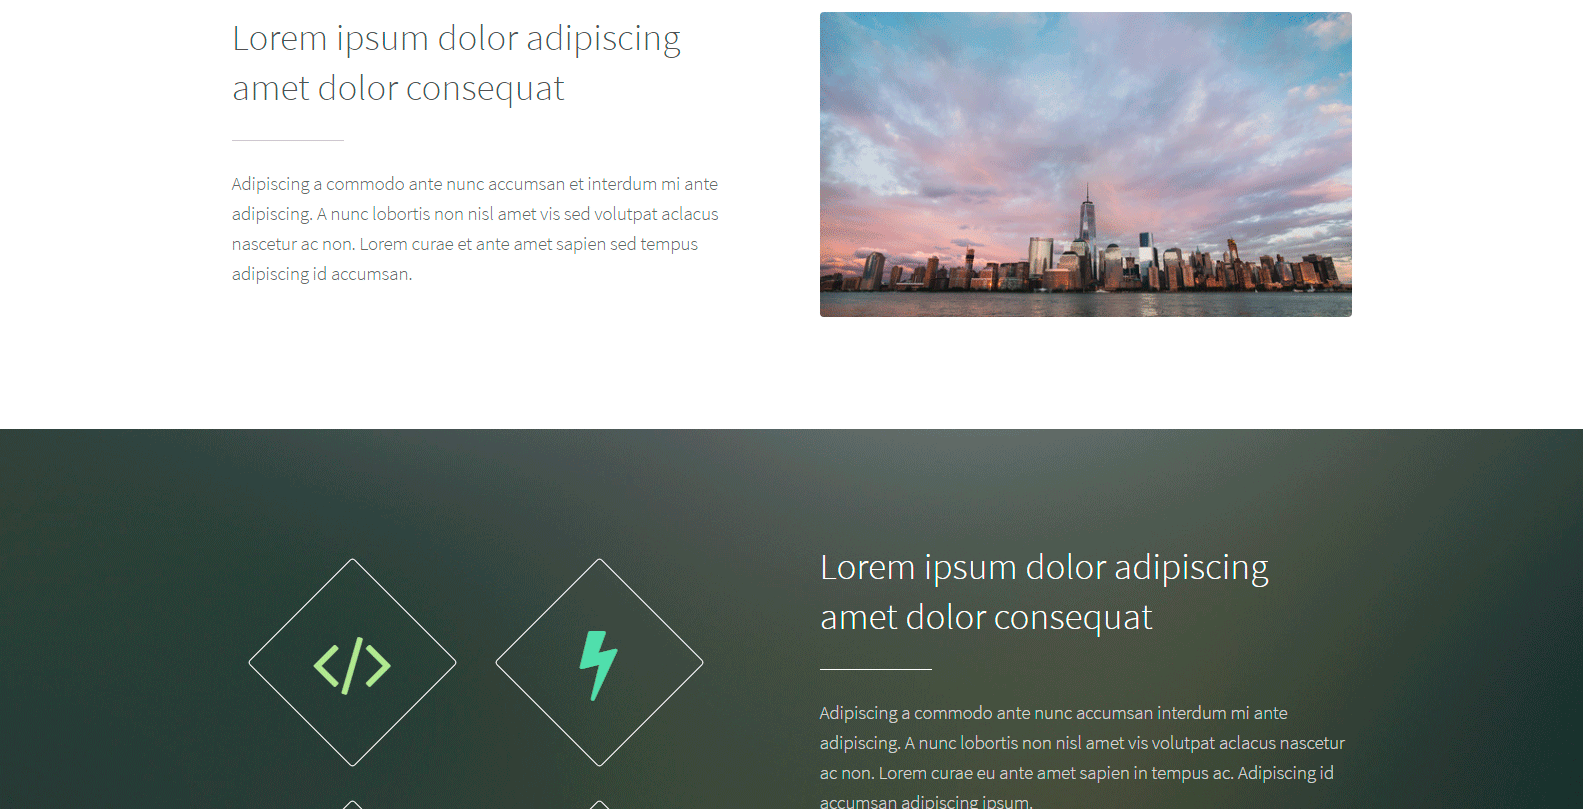 Lorem ipsum dolor adipiscing
amet dolor consequat
Adipiscing a commodo ante nunc accumsan et interdum mi ante
adipiscing. A nunc lobortis non nisl amet vis sed volutpat aclacus
nascetur ac non. Lorem curae et ante amet sapien sed tempus
adipiscing id accumsan.
Lorem ipsum dolor adipiscing
amet dolor consequat
Adipiscing a commodo ante nunc accumsan interdum mi ante
adipiscing. A nunc lobortis non nisl amet vis volutpat aclacus nascetur
ac non. Lorem curae eu ante amet sapien in tempus ac. Adipiscing id
accumsan adipiscing ipsum.